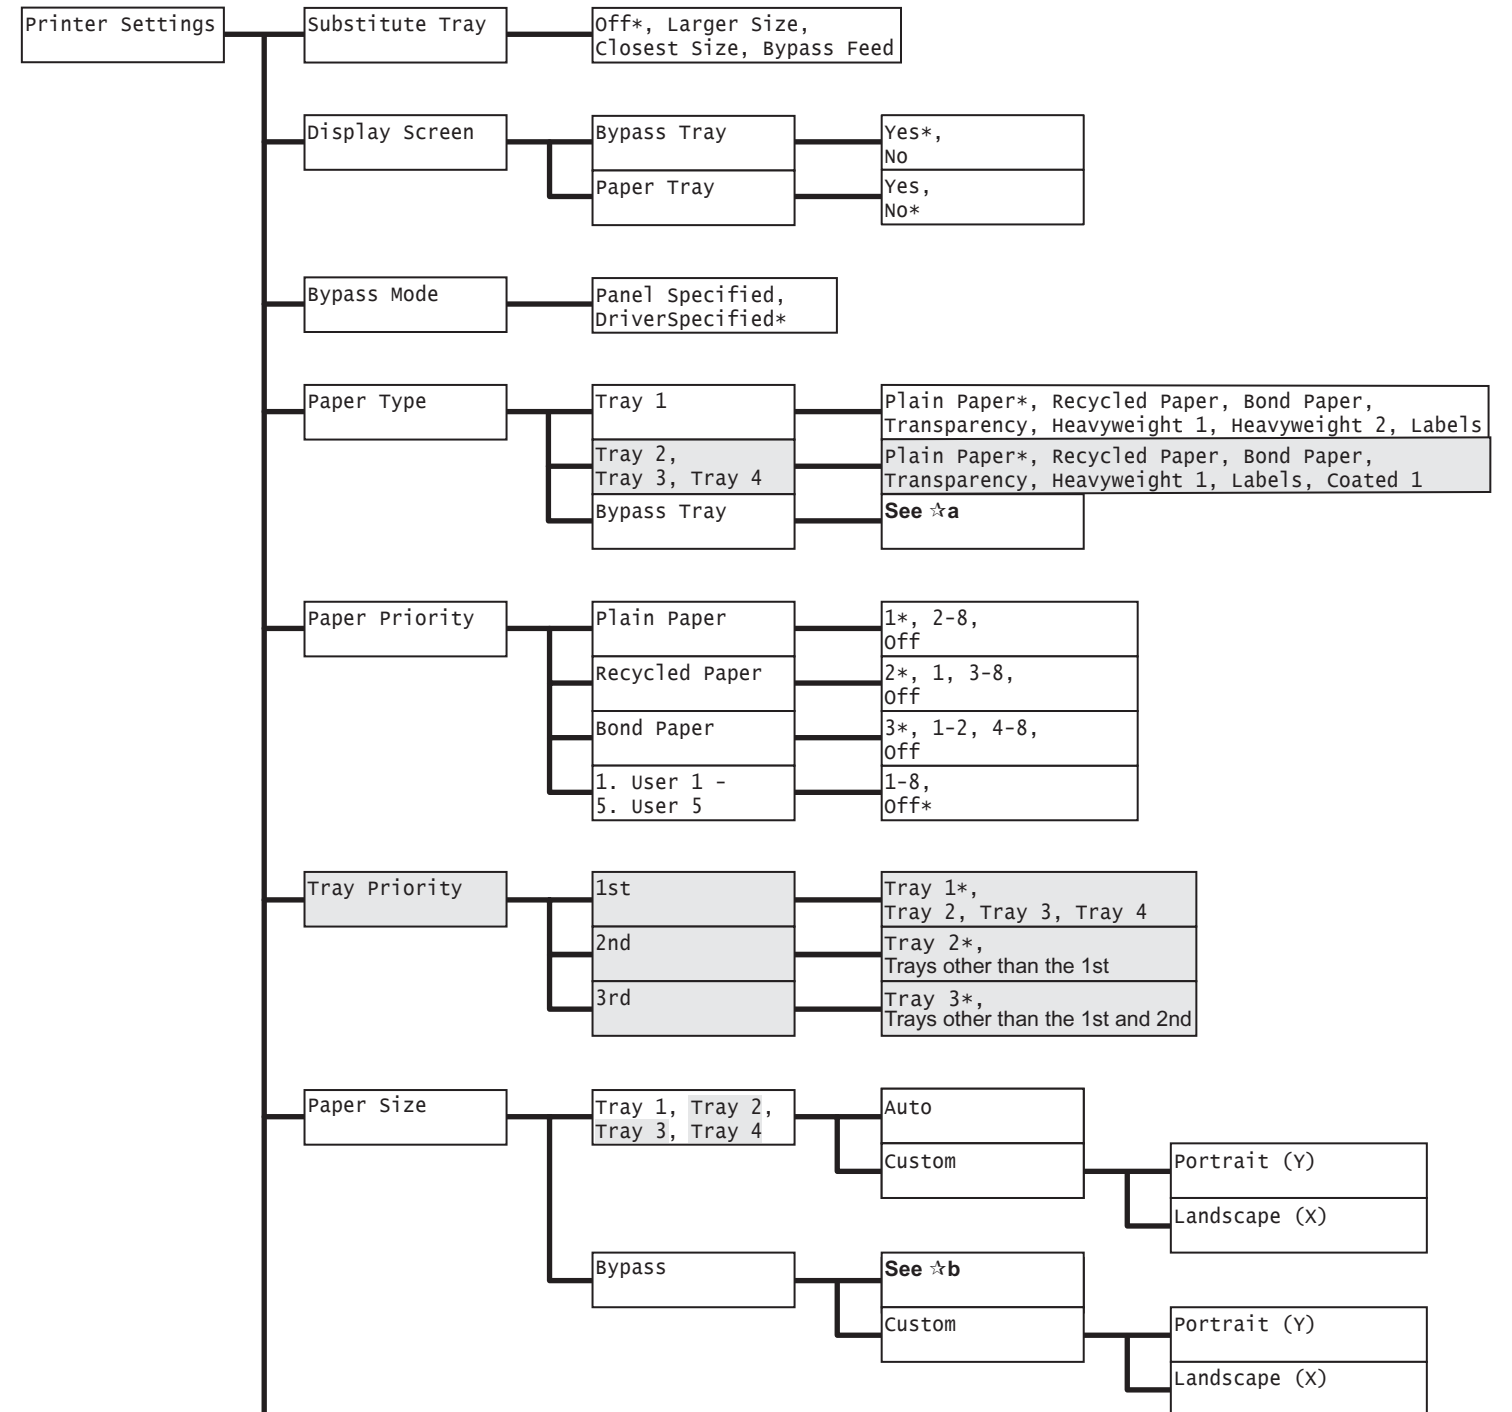 Printer Settings
Substitute Tray
Off*, Larger Size,
Closest Size, Bypass Feed
Display Screen
Bypass Tray
Yes*,
No
Paper Tray
Yes,
No*
Bypass Mode
Panel Specified,
DriverSpecified*
Paper Type
Tray 1
Plain Paper*, Recycled Paper, Bond Paper,
Transparency, Heavyweight 1, Heavyweight 2, Labels
Tray 2,
Tray 3, Tray 4
Plain Paper*, Recycled Paper, Bond Paper,
Transparency, Heavyweight 1, Labels, Coated 1
Bypass Tray
See ☆a
Paper Priority
Plain Paper
1*, 2-8,
Off
Recycled Paper
2*, 1, 3-8,
Off
Bond Paper
3*, 1-2, 4-8,
Off
1. User 1 -
5. User 5
1-8,
Off*
Tray Priority
1st
Tray 1*,
Tray 2, Tray 3, Tray 4
2nd
Tray 2*,
Trays other than the 1st
3rd
Tray 3*,
Trays other than the 1st and 2nd
Paper Size
Tray 1, Tray 2,
Tray 3, Tray 4
Auto
Custom
Portrait (Y)
Landscape (X)
Bypass
See ☆b
Custom
Portrait (Y)
Landscape (X)